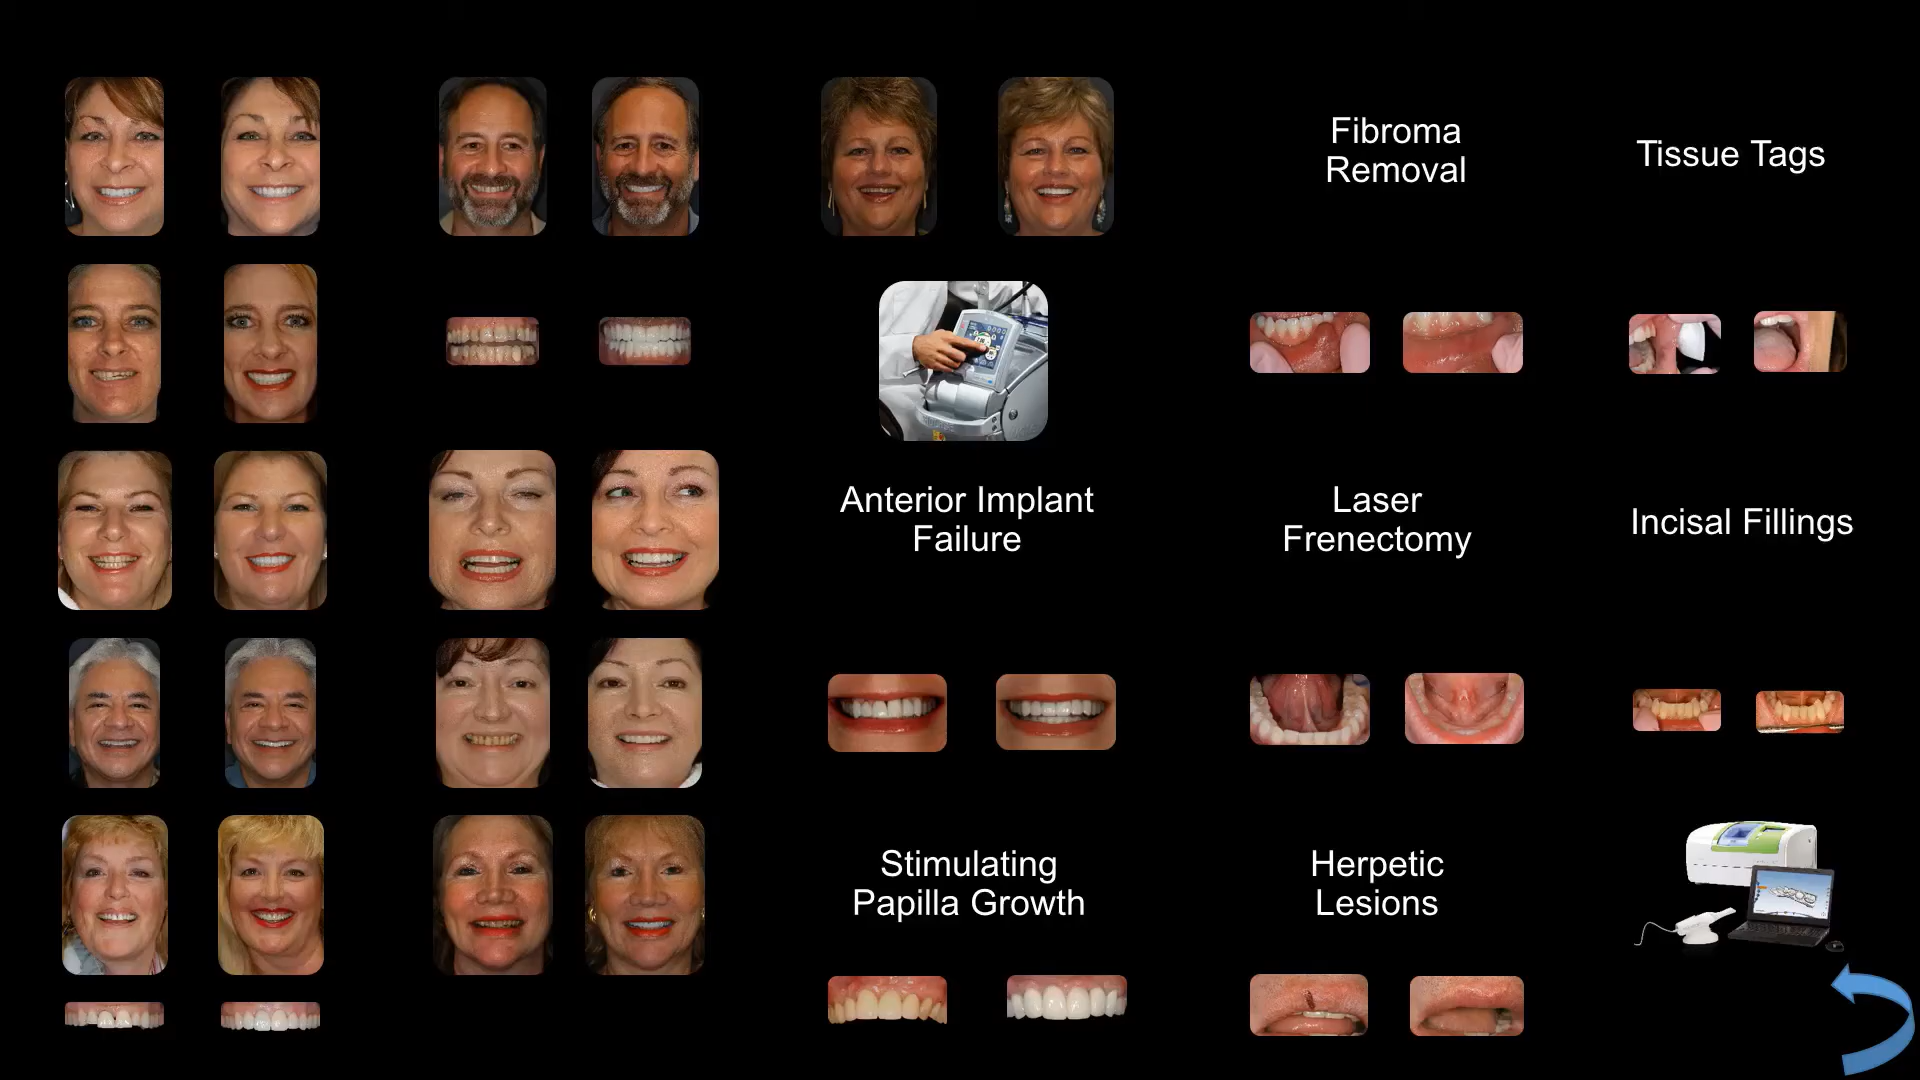 Fibroma
Removal
Tissue Tags
Anterior Implant
Failure
Laser
Frenectomy
Incisal Fillings
Stimulating
Papilla Growth
Herpetic
Lesions